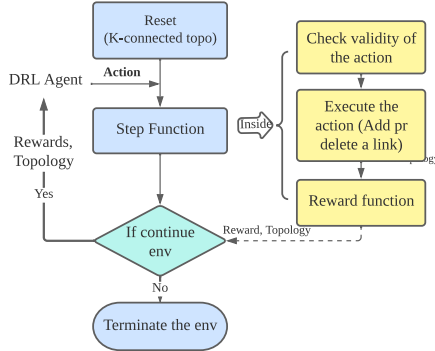 Reset
(K-connected topo)
Action
DRL Agent
Step Function
Inside
Check validity of
the action
Execute the
action (Add pr
delete a link)
Reward function
Rewards,
Topology
Yes
If continue
env
Reward, Topology
No
Terminate the env